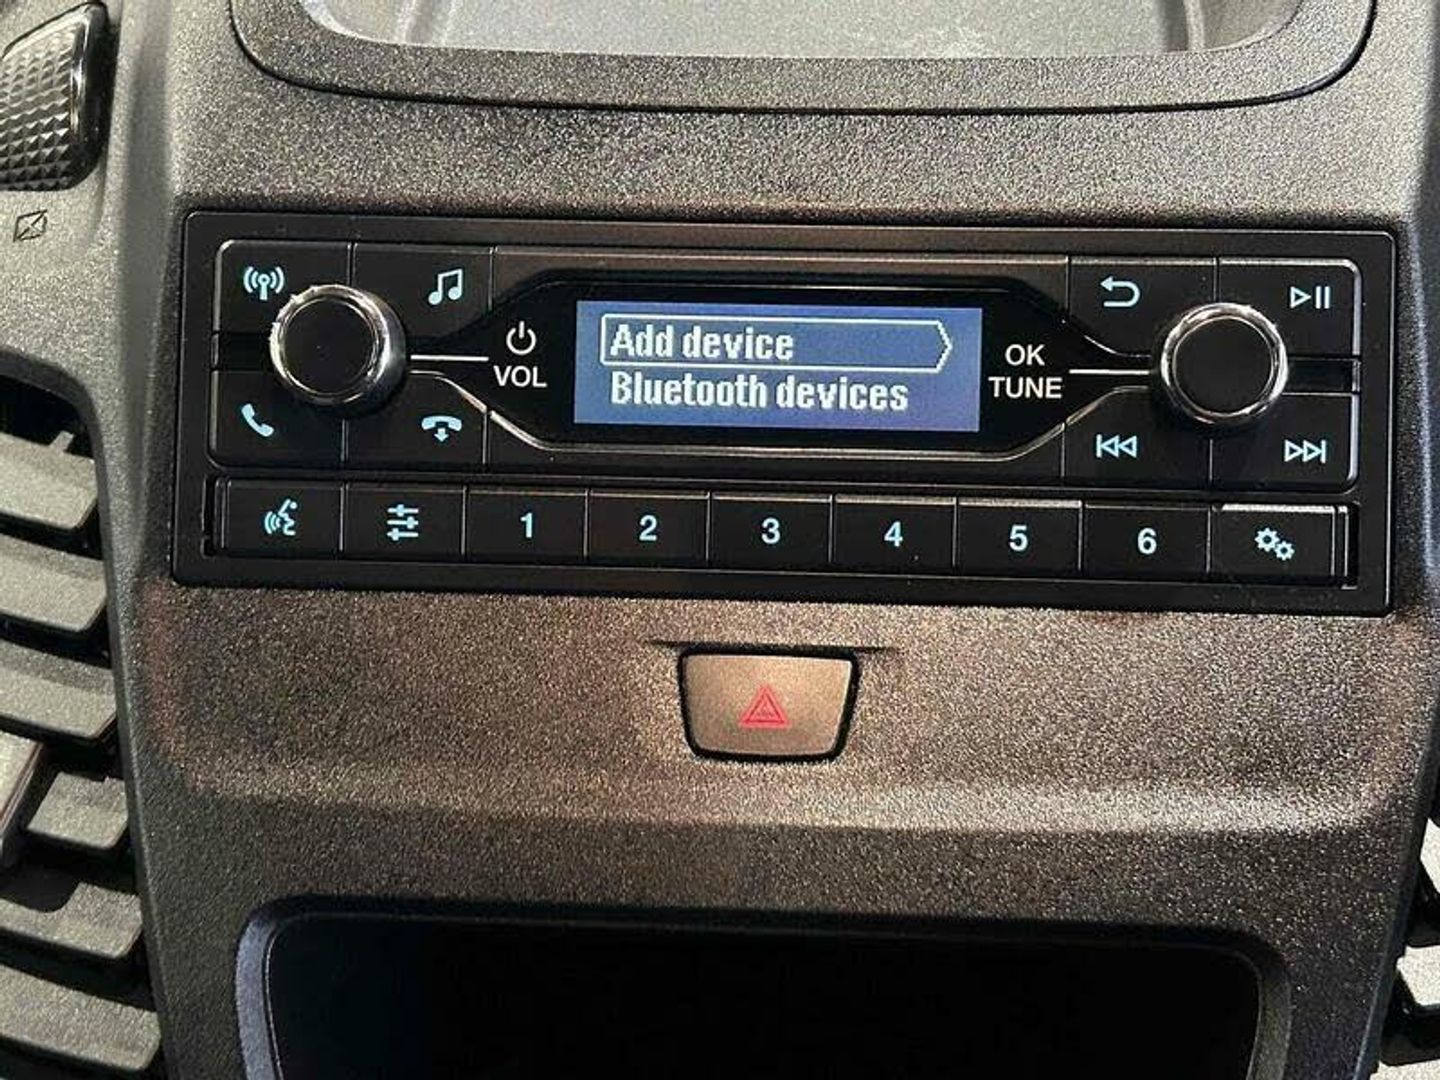 Add device
Bluetooth devices
VOL
OK
TUNE
1 2 3 4 5 6